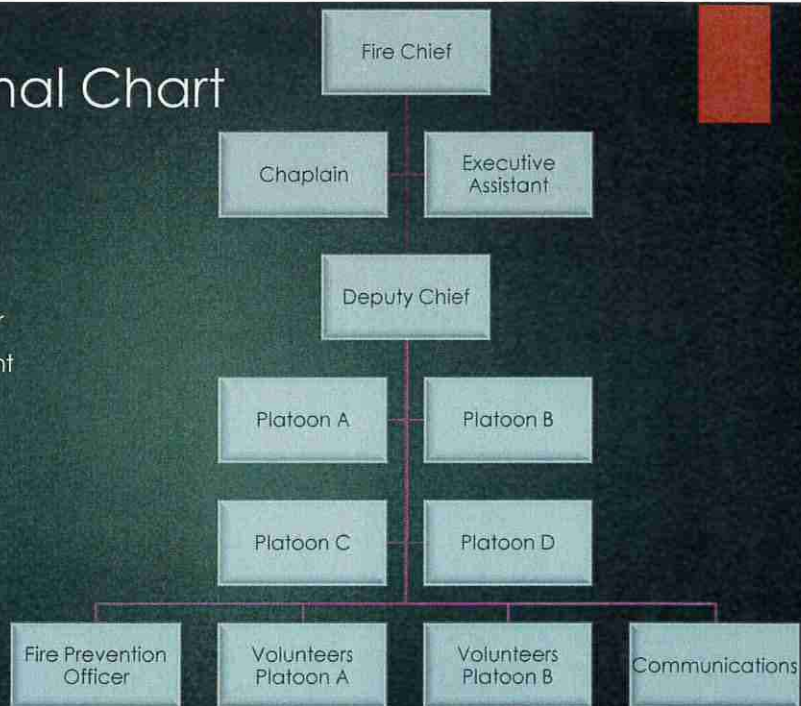 nal Chart
r
nt
Fire Chief
Chaplain
Executive
Assistant
Deputy Chief
Platoon A
Platoon B
Platoon C
Platoon D
Fire Prevention
Officer
Volunteers
Platoon A
Volunteers
Platoon B
Communications